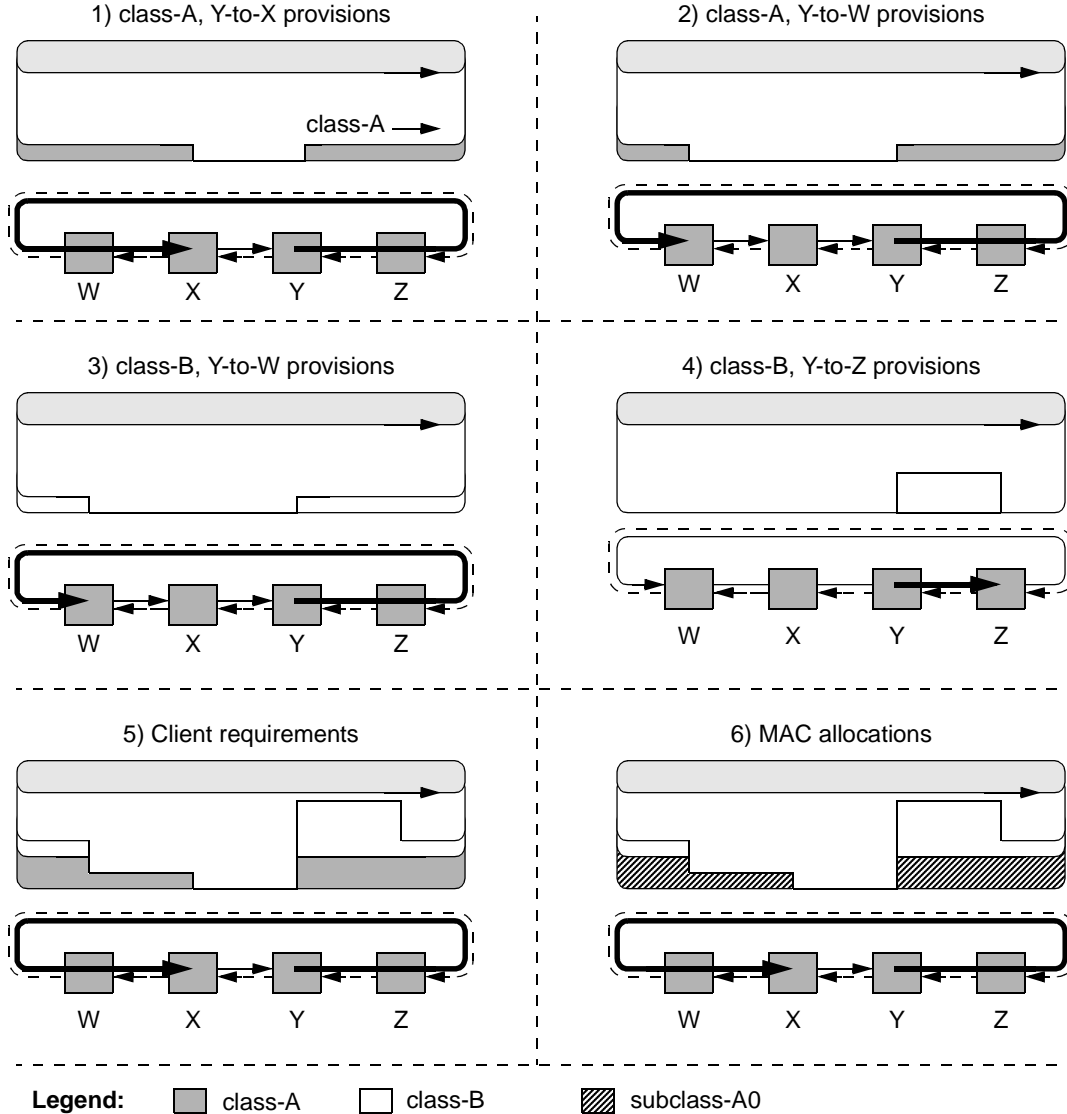 1) class-A, Y-to-X provisions
class-A
W X Y Z
2) class-A, Y-to-W provisions
W X Y Z
3) class-B, Y-to-W provisions
W X Y Z
4) class-B, Y-to-Z provisions
W X Y Z
5) Client requirements
W X Y Z
6) MAC allocations
W X Y Z
Legend: class-A class-B subclass-A0